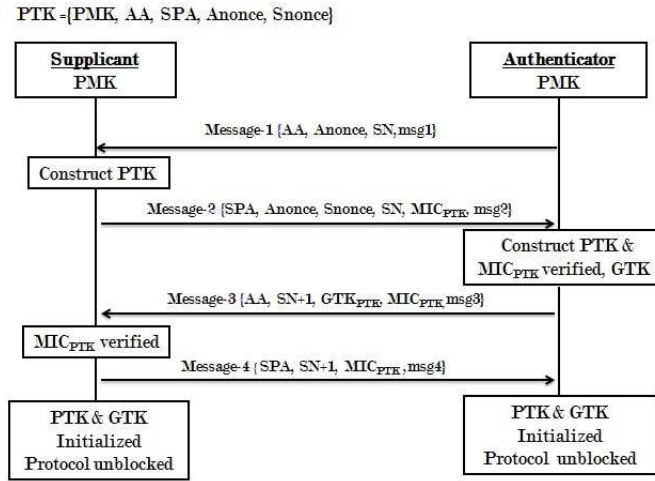 PTK ={PMK, AA, SPA, Anonce, Snonce}
Supplicant
PMK
Authenticator
PMK
Message-1 {AA, Anonce, SN,msg1}
Construct PTK
Message-2 {SPA, Anonce, Snonce, SN, MICPTK, msg2}
Construct PTK &
MICPTK verified, GTK
Message-3 {AA, SN+1, GTKPTK, MICPTK msg3}
MICPTK verified
Message-4 {SPA, SN+1, MICPTK ,msg4}
PTK & GTK
Initialized
Protocol unblocked
PTK & GTK
Initialized
Protocol unblocked